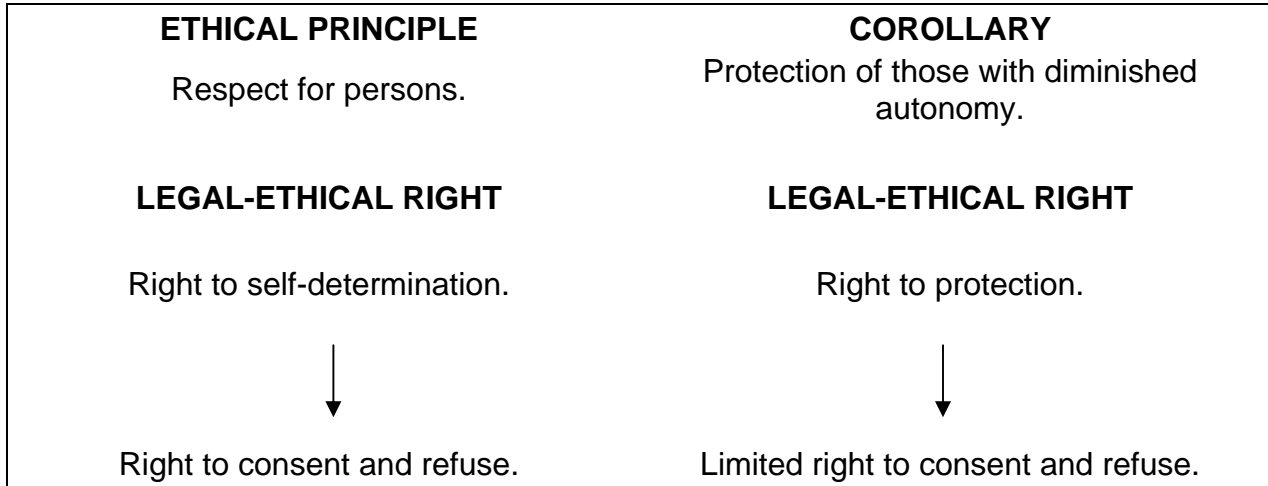 ETHICAL PRINCIPLE
Respect for persons.
COROLLARY
Protection of those with diminished
autonomy.
LEGAL-ETHICAL RIGHT
LEGAL-ETHICAL RIGHT
Right to self-determination.
Right to protection.
Right to consent and refuse.
Limited right to consent and refuse.